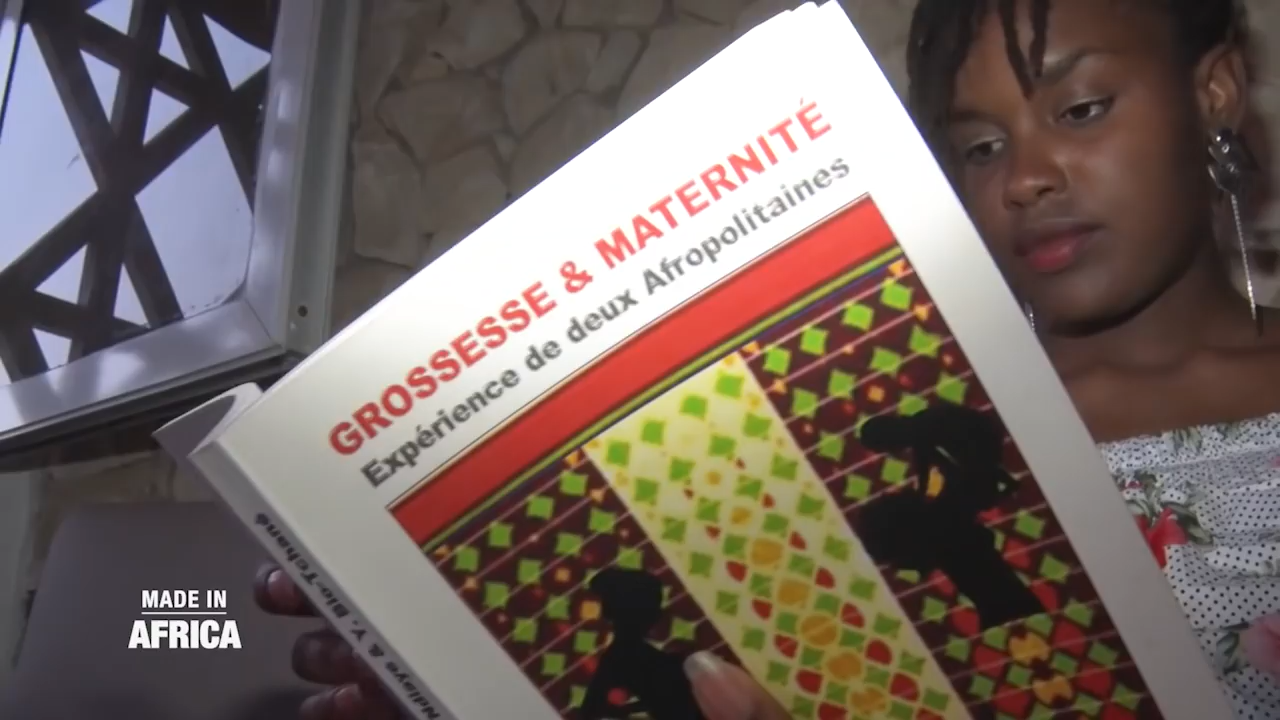 GROSSESSE & MATERNITÉ
Expérience de deux Afropolitaines
Ndiaye & Y. Bio-Tchané
MADE IN
AFRICA